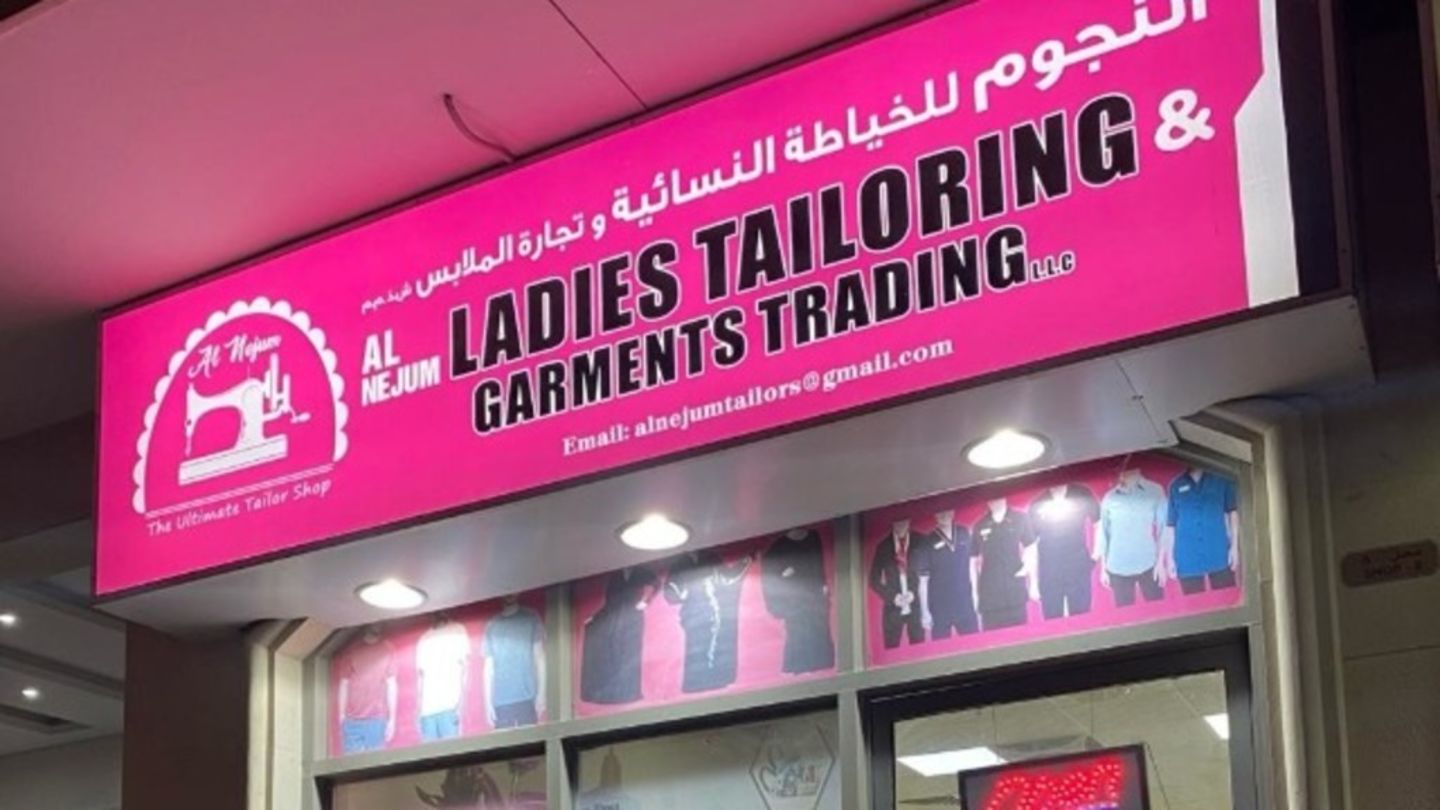 النجوم للخياطة النسائية و تجارة الملابس ش.ذ.م.م
AL NEJUM
LADIES TAILORING &
GARMENTS TRADING L.L.C
Email: alnejumtailors@gmail.com
Al Nejum
The Ultimate Tailor Shop